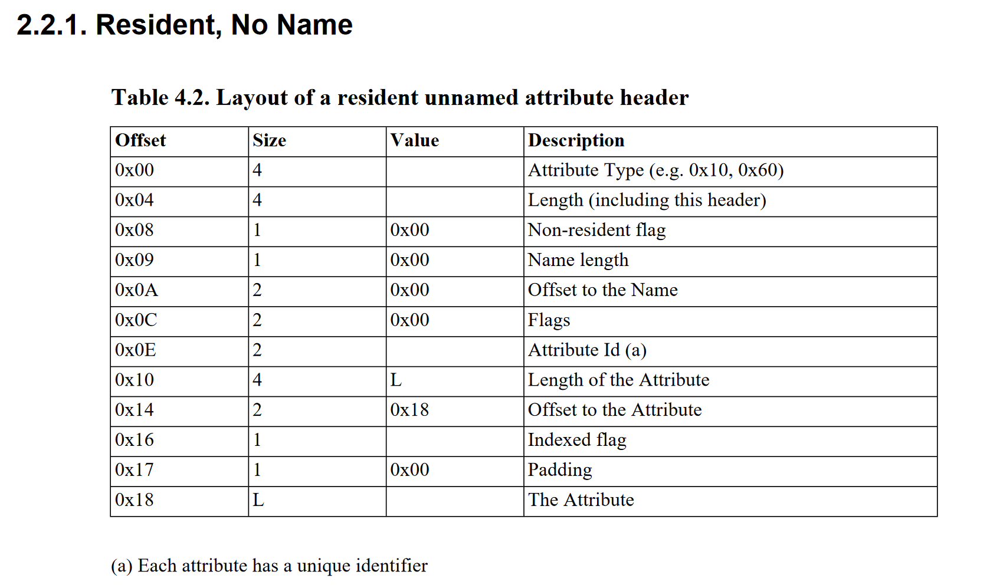 2.2.1. Resident, No Name
Table 4.2. Layout of a resident unnamed attribute header
Offset Size Value Description
0x00 4 Attribute Type (e.g. 0x10, 0x60)
0x04 4 Length (including this header)
0x08 1 0x00 Non-resident flag
0x09 1 0x00 Name length
0x0A 2 0x00 Offset to the Name
0x0C 2 0x00 Flags
0x0E 2 Attribute Id (a)
0x10 4 L Length of the Attribute
0x14 2 0x18 Offset to the Attribute
0x16 1 Indexed flag
0x17 1 0x00 Padding
0x18 L The Attribute
(a) Each attribute has a unique identifier